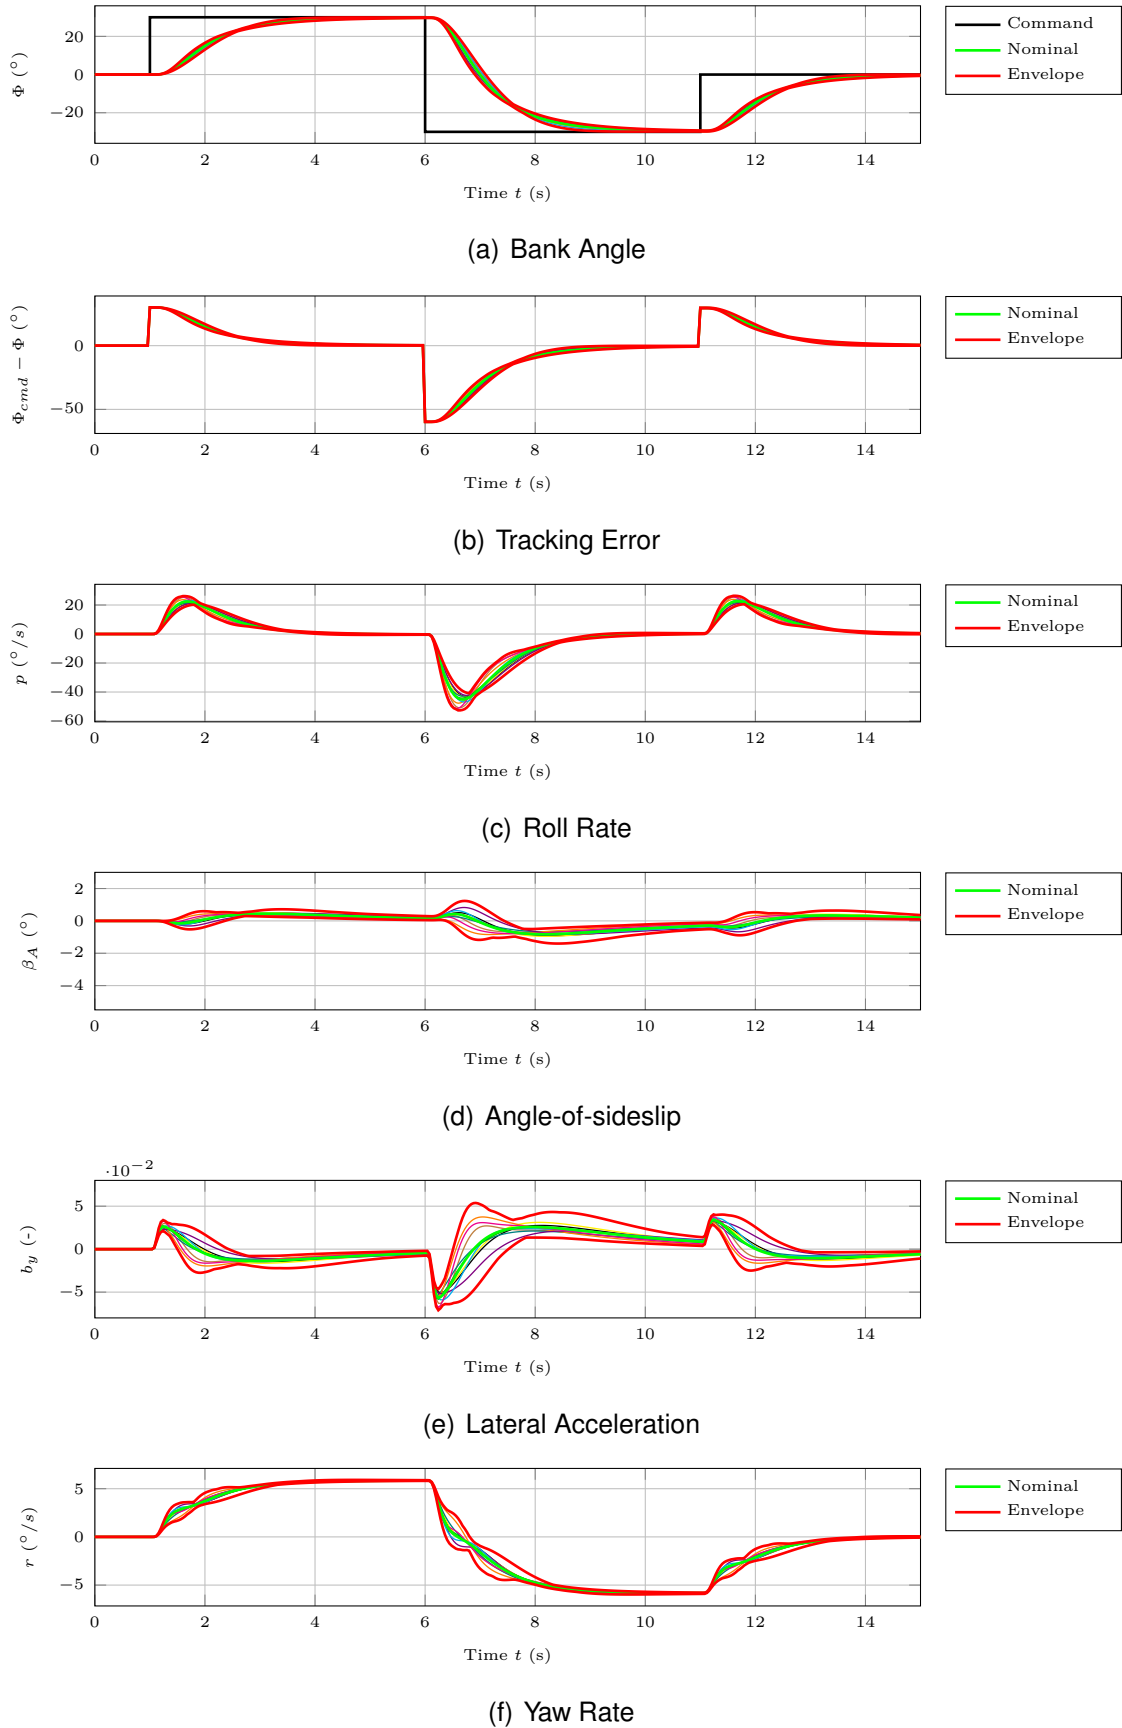 20
0
−20
Φ (°)
0 2 4 6 8 10 12 14
Time t (s)
Command
Nominal
Envelope
(a) Bank Angle
0
−50
Φcmd − Φ (°)
0 2 4 6 8 10 12 14
Time t (s)
Nominal
Envelope
(b) Tracking Error
20
0
−20
−40
−60
p (°/s)
0 2 4 6 8 10 12 14
Time t (s)
Nominal
Envelope
(c) Roll Rate
2
0
−2
−4
βA (°)
0 2 4 6 8 10 12 14
Time t (s)
Nominal
Envelope
(d) Angle-of-sideslip
·10−2
5
0
−5
by (-)
0 2 4 6 8 10 12 14
Time t (s)
Nominal
Envelope
(e) Lateral Acceleration
5
0
−5
r (°/s)
0 2 4 6 8 10 12 14
Time t (s)
Nominal
Envelope
(f) Yaw Rate